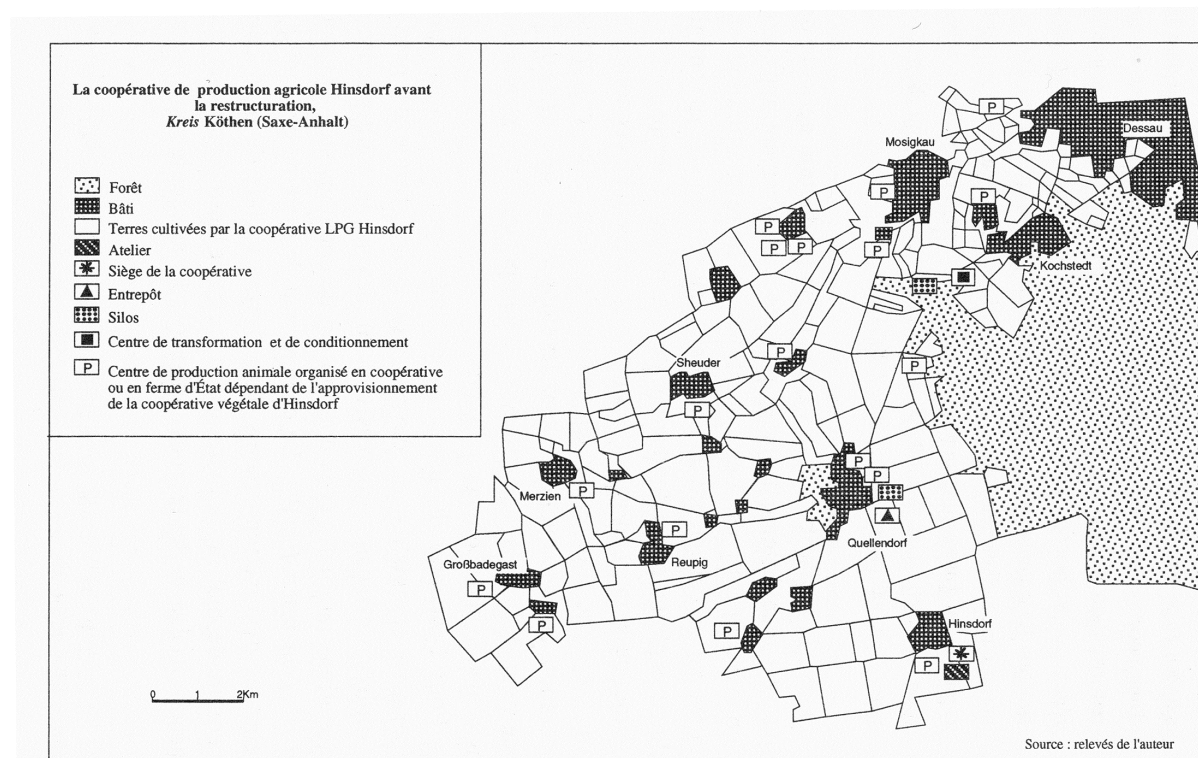 La coopérative de production agricole Hinsdorf avant
la restructuration,
Kreis Köthen (Saxe-Anhalt)
Forêt
Bâti
Terres cultivées par la coopérative LPG Hinsdorf
Atelier
Siège de la coopérative
Entrepôt
Silos
Centre de transformation et de conditionnement
P
Centre de production animale organisé en coopérative
ou en ferme d'État dépendant de l'approvisionnement
de la coopérative végétale d'Hinsdorf
P
Dessau
Mosigkau
P
P
P
P
P
P
Kochstedt
P
Sheuder
P
P
P
P
Merzien
P
P
Quellendorf
Reupig
Großbadegast
P
P
P
Hinsdorf
P
0 1 2Km
Source : relevés de l'auteur